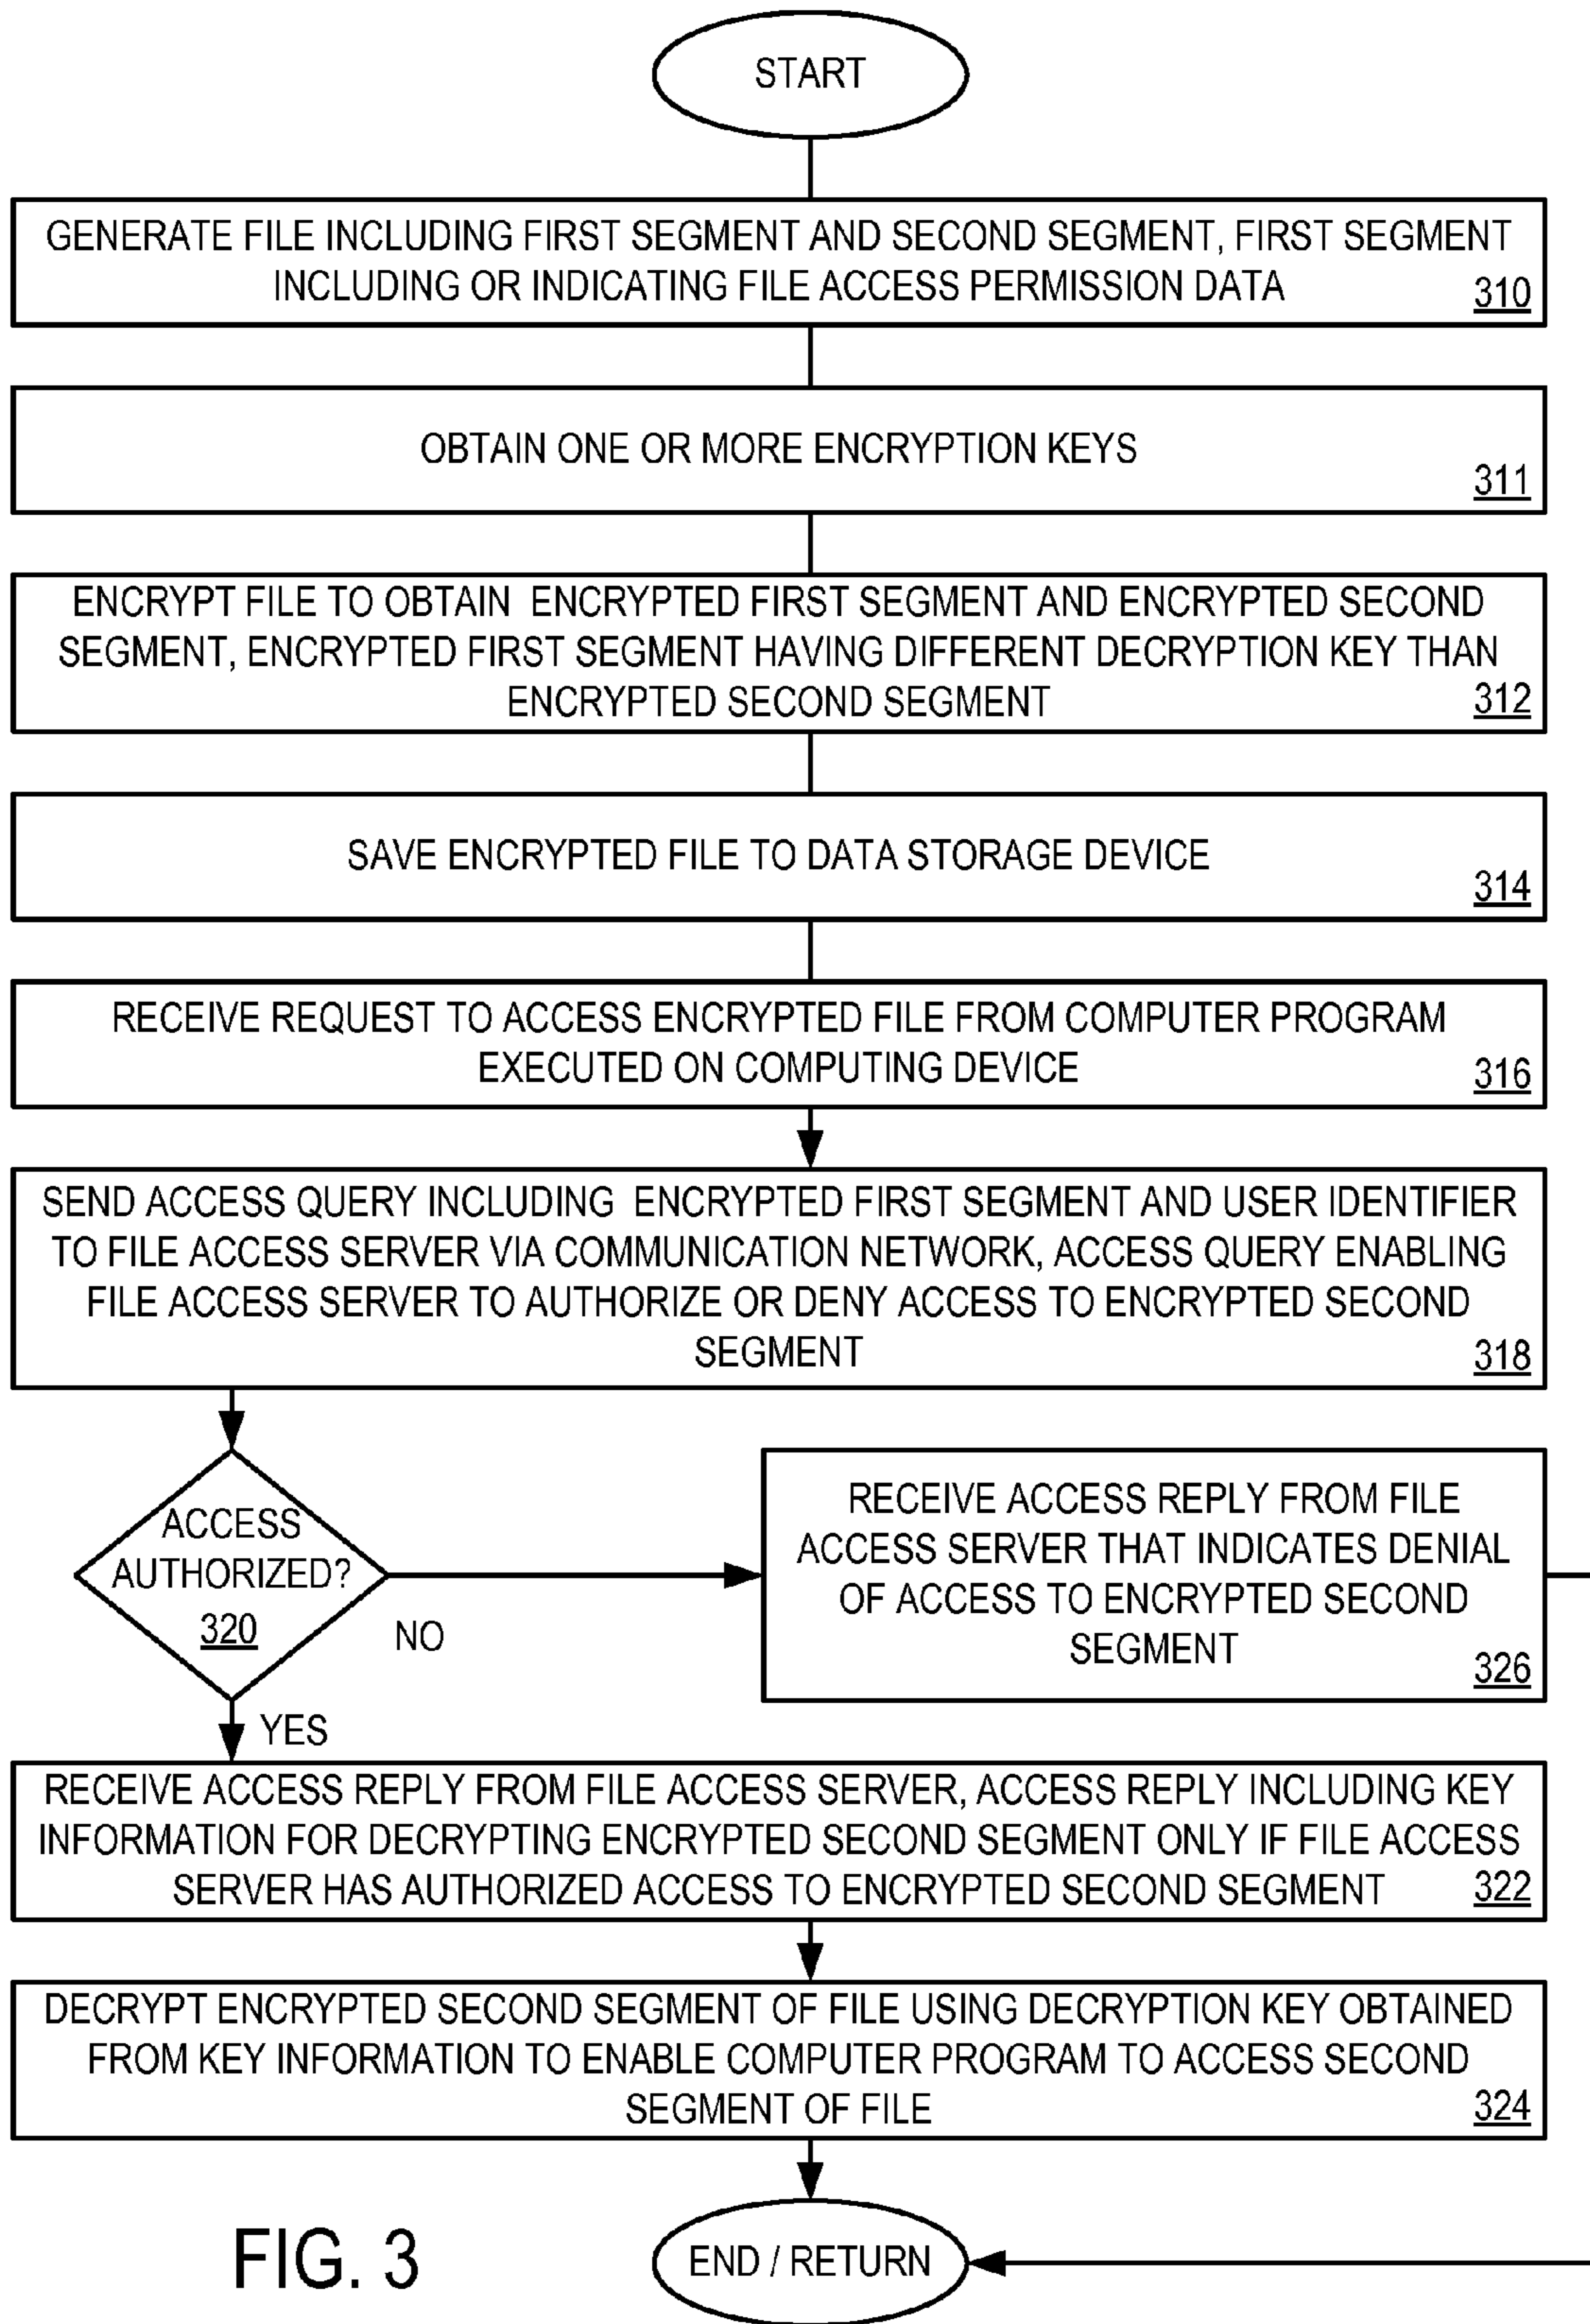 START
GENERATE FILE INCLUDING FIRST SEGMENT AND SECOND SEGMENT, FIRST SEGMENT
INCLUDING OR INDICATING FILE ACCESS PERMISSION DATA
310
OBTAIN ONE OR MORE ENCRYPTION KEYS
311
ENCRYPT FILE TO OBTAIN ENCRYPTED FIRST SEGMENT AND ENCRYPTED SECOND
SEGMENT, ENCRYPTED FIRST SEGMENT HAVING DIFFERENT DECRYPTION KEY THAN
ENCRYPTED SECOND SEGMENT
312
SAVE ENCRYPTED FILE TO DATA STORAGE DEVICE
314
RECEIVE REQUEST TO ACCESS ENCRYPTED FILE FROM COMPUTER PROGRAM
EXECUTED ON COMPUTING DEVICE
316
SEND ACCESS QUERY INCLUDING ENCRYPTED FIRST SEGMENT AND USER IDENTIFIER
TO FILE ACCESS SERVER VIA COMMUNICATION NETWORK, ACCESS QUERY ENABLING
FILE ACCESS SERVER TO AUTHORIZE OR DENY ACCESS TO ENCRYPTED SECOND
SEGMENT
318
ACCESS
AUTHORIZED?
320
NO
RECEIVE ACCESS REPLY FROM FILE
ACCESS SERVER THAT INDICATES DENIAL
OF ACCESS TO ENCRYPTED SECOND
SEGMENT
326
YES
RECEIVE ACCESS REPLY FROM FILE ACCESS SERVER, ACCESS REPLY INCLUDING KEY
INFORMATION FOR DECRYPTING ENCRYPTED SECOND SEGMENT ONLY IF FILE ACCESS
SERVER HAS AUTHORIZED ACCESS TO ENCRYPTED SECOND SEGMENT
322
DECRYPT ENCRYPTED SECOND SEGMENT OF FILE USING DECRYPTION KEY OBTAINED
FROM KEY INFORMATION TO ENABLE COMPUTER PROGRAM TO ACCESS SECOND
SEGMENT OF FILE
324
FIG. 3
END / RETURN